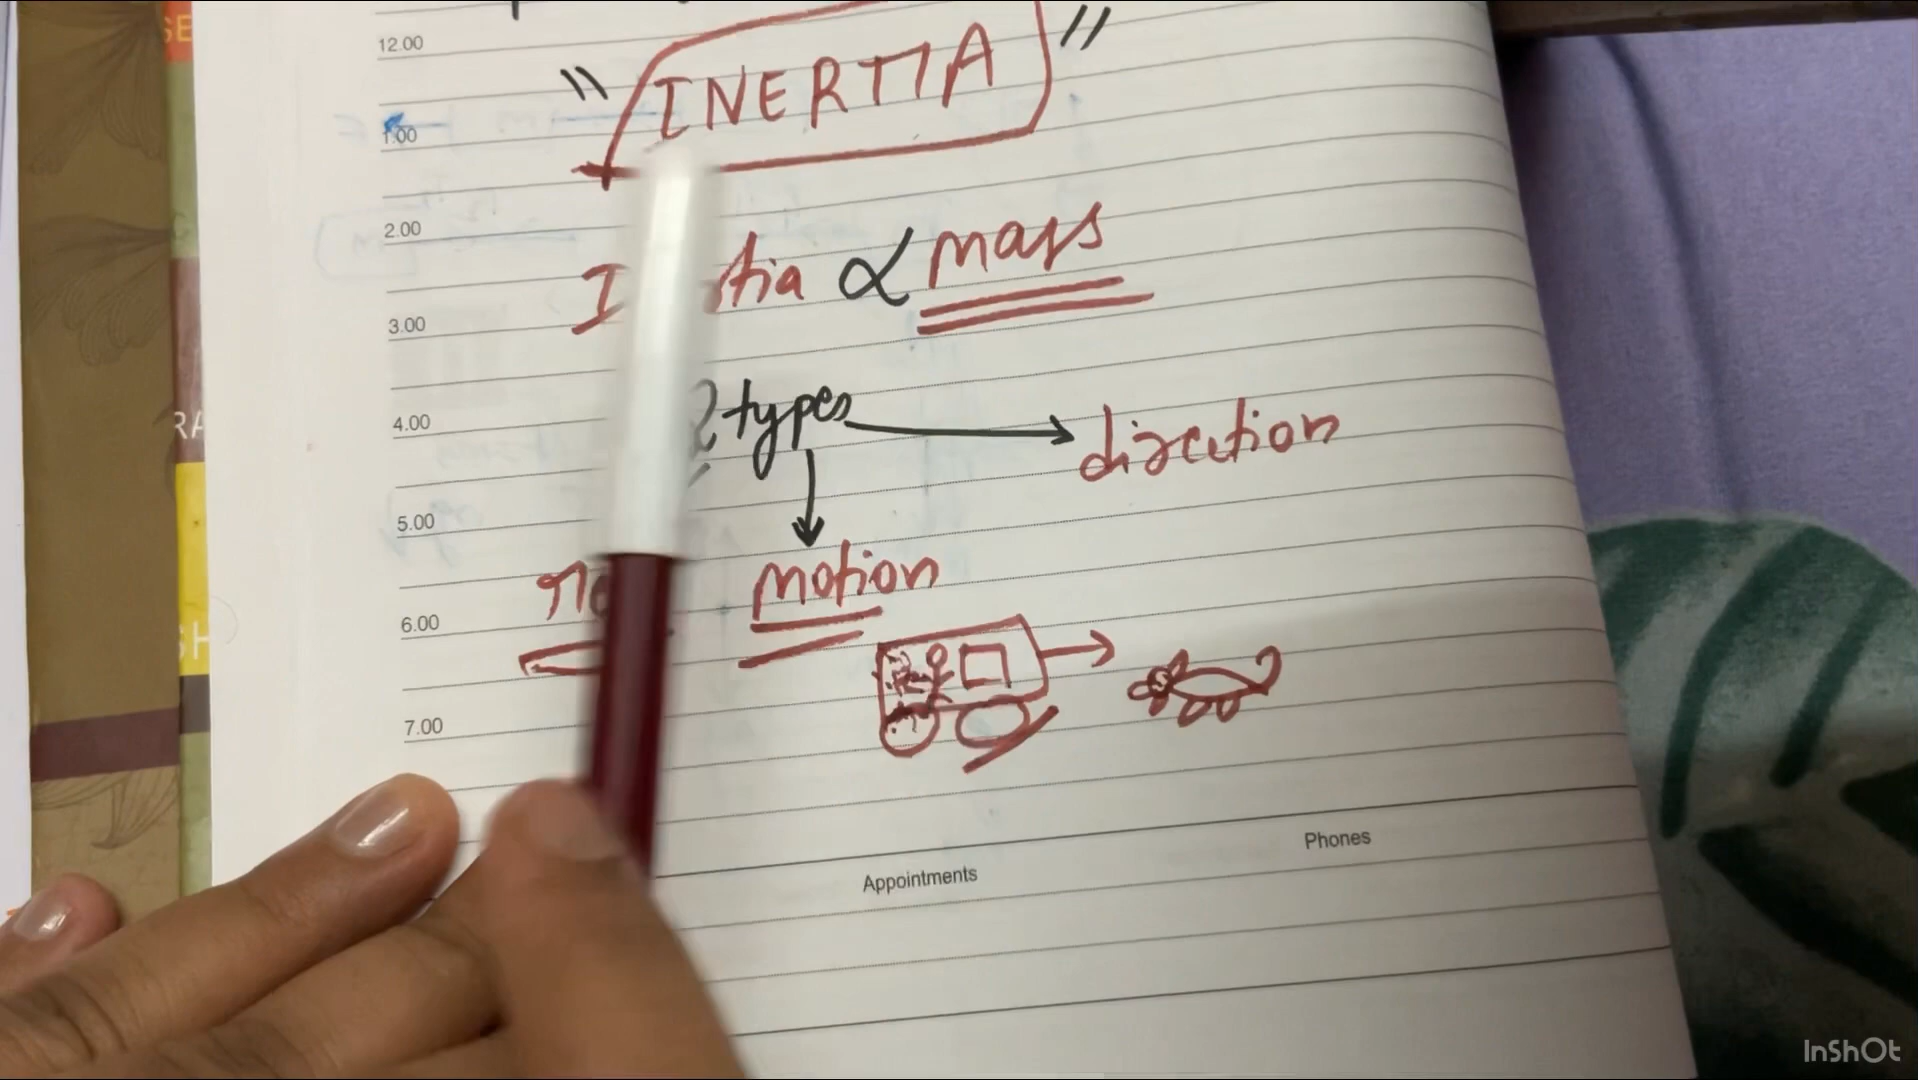 12.00
" INERTIA "
1.00
2.00
∝ mass
3.00
types → direction
4.00
5.00
motion
6.00
7.00
Phones
Appointments
InShOt